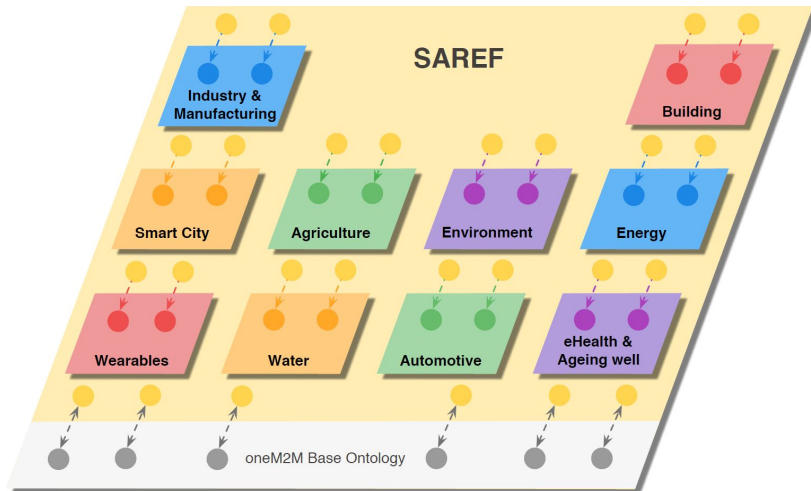 SAREF
Industry &
Manufacturing
Building
Smart City
Agriculture
Environment
Energy
Wearables
Water
Automotive
eHealth &
Ageing well
oneM2M Base Ontology